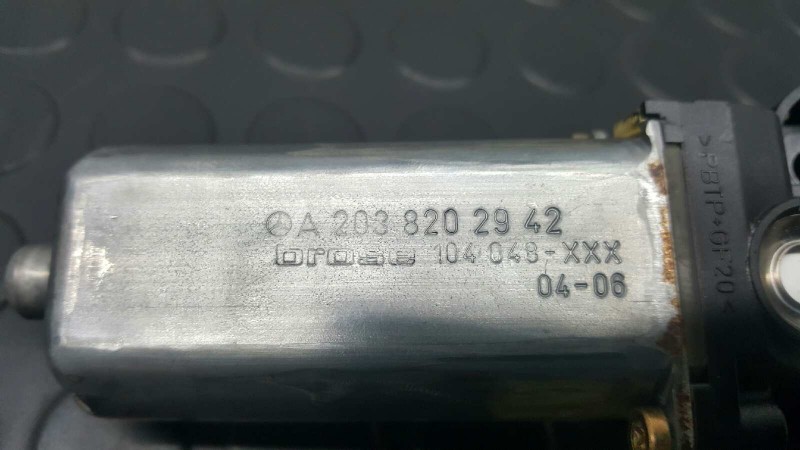 A 203 820 29 42
brose 104 048-XXX
04-06
>PBTP+GF20<